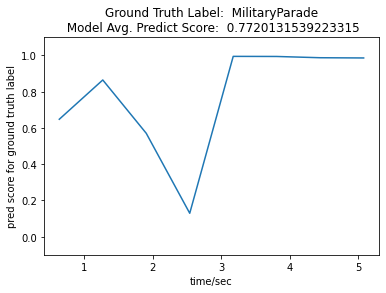 Ground Truth Label:  MilitaryParade
Model Avg. Predict Score:  0.7720131539223315
1.0
0.8
0.6
0.4
0.2
0.0
pred score for ground truth label
1 2 3 4 5
time/sec